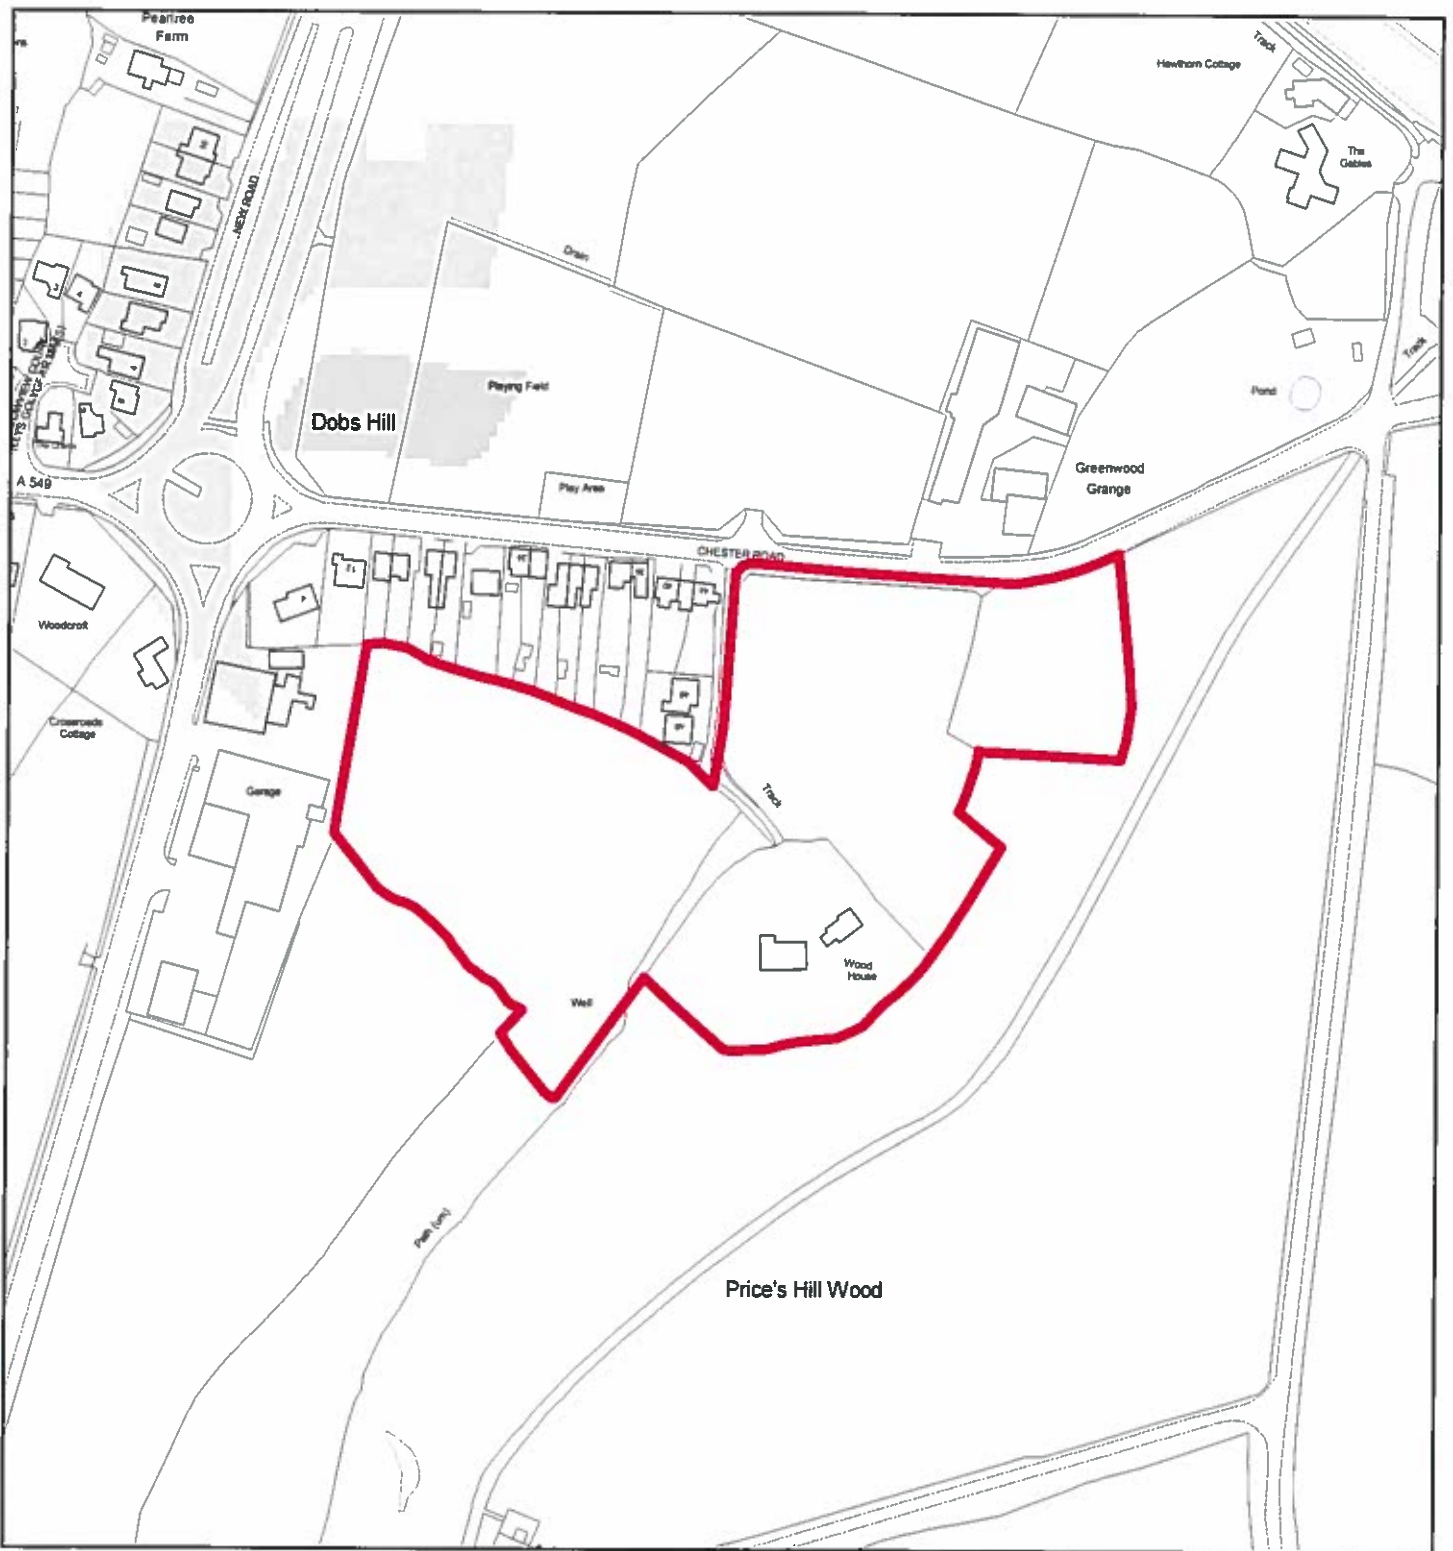 Peartree
Farm
Track
Hawthorn Cottage
The
Gables
NEW ROAD
Drain
Track
Playing Field
Pond
Dobs Hill
Greenwood
Grange
A 549
Play Area
CHESTER ROAD
Woodcroft
Crossroads
Cottage
Garage
Track
Wood
House
Well
Path (um)
Price's Hill Wood